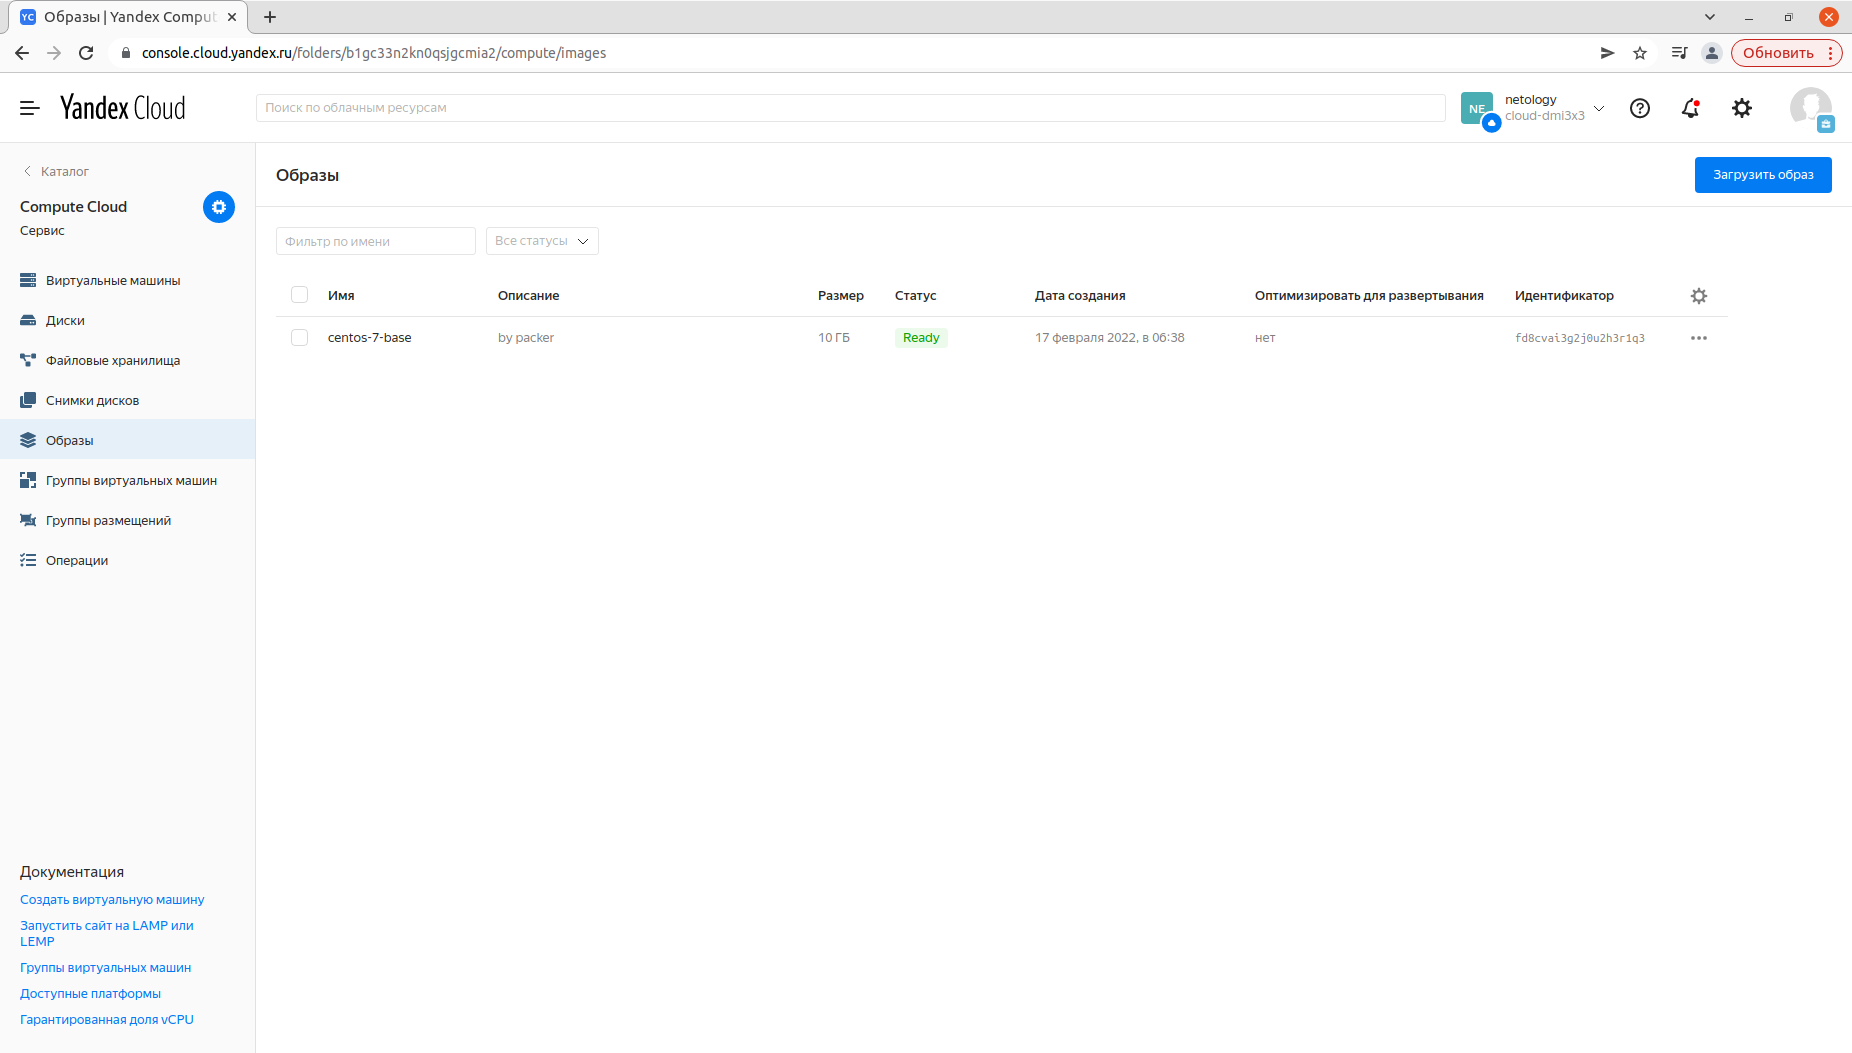 YC Образы | Yandex Comput
console.cloud.yandex.ru/folders/b1gc33n2kn0qsjgcmia2/compute/images
Обновить
Yandex Cloud
Поиск по облачным ресурсам
NE
netology
cloud-dmi3x3
Каталог
Compute Cloud
Сервис
Виртуальные машины
Диски
Файловые хранилища
Снимки дисков
Образы
Группы виртуальных машин
Группы размещений
Операции
Документация
Создать виртуальную машину
Запустить сайт на LAMP или
LEMP
Группы виртуальных машин
Доступные платформы
Гарантированная доля vCPU
Образы
Загрузить образ
Фильтр по имени
Все статусы
Имя Описание Размер Статус Дата создания Оптимизировать для развертывания Идентификатор
centos-7-base by packer 10 ГБ Ready 17 февраля 2022, в 06:38 нет fd8cvai3g2j0u2h3r1q3